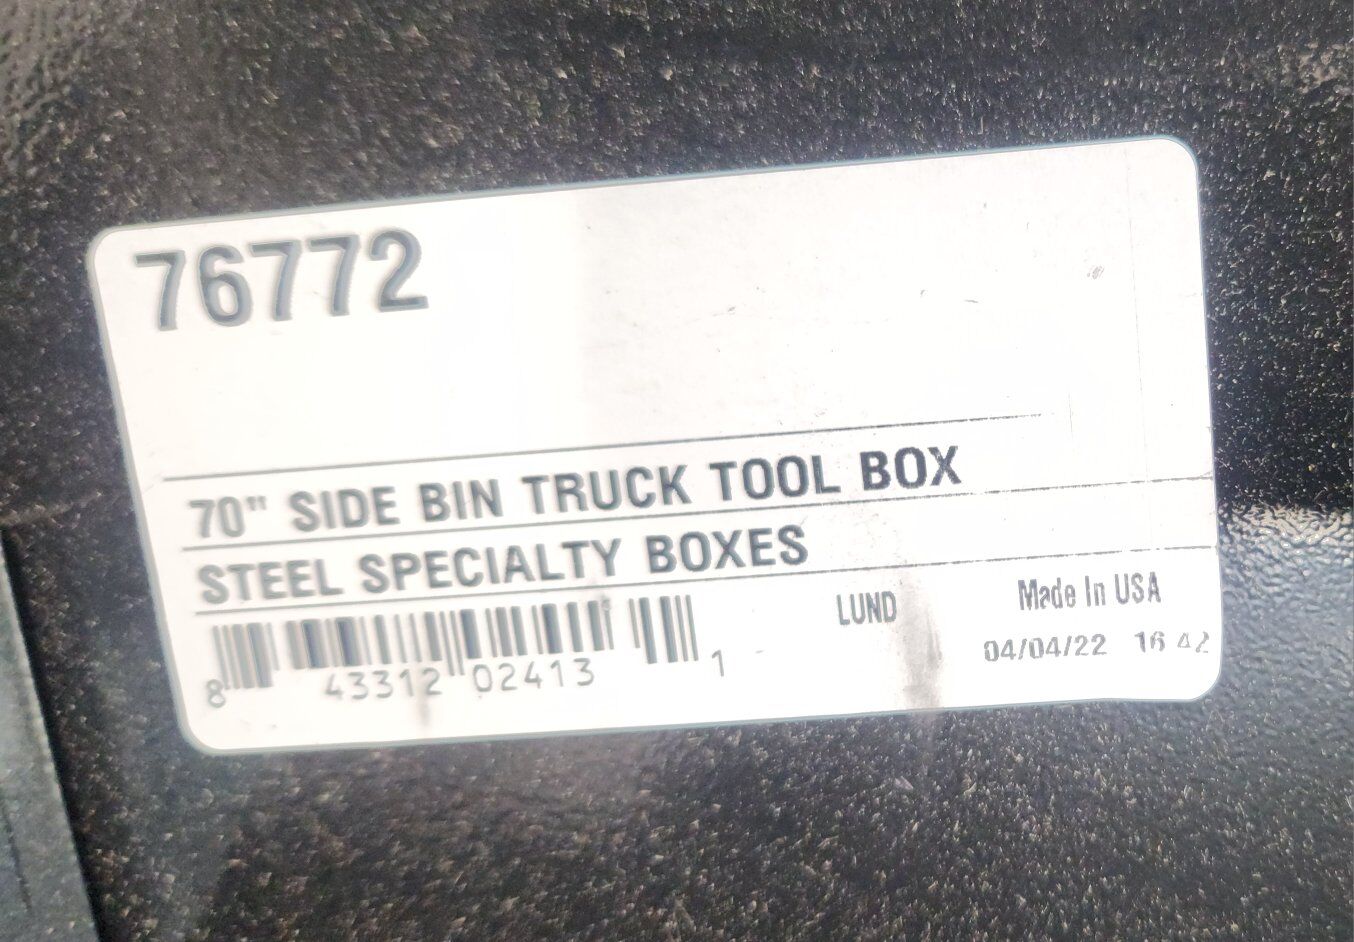 76772
70" SIDE BIN TRUCK TOOL BOX
STEEL SPECIALTY BOXES
LUND
Made In USA
04/04/22 16 42
8 43312 02413 1